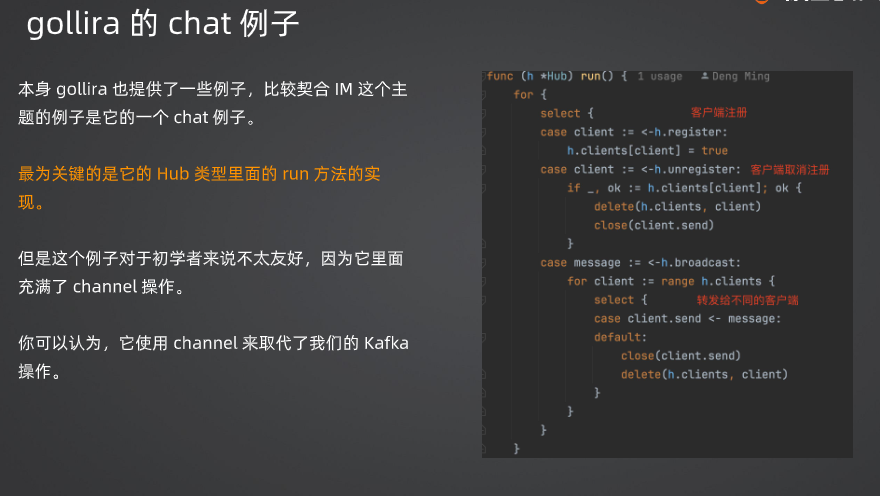 gollira 的 chat 例子
本身 gollira 也提供了一些例子，比较契合 IM 这个主
题的例子是它的一个 chat 例子。
最为关键的是它的 Hub 类型里面的 run 方法的实
现。
但是这个例子对于初学者来说不太友好，因为它里面
充满了 channel 操作。
你可以认为，它使用 channel 来取代了我们的 Kafka
操作。
func (h *Hub) run() { 1 usage Deng Ming
for {
select { 客户端注册
case client := <-h.register:
h.clients[client] = true
case client := <-h.unregister: 客户端取消注册
if _, ok := h.clients[client]; ok {
delete(h.clients, client)
close(client.send)
}
case message := <-h.broadcast:
for client := range h.clients {
select { 转发给不同的客户端
case client.send <- message:
default:
close(client.send)
delete(h.clients, client)
}
}
}
}